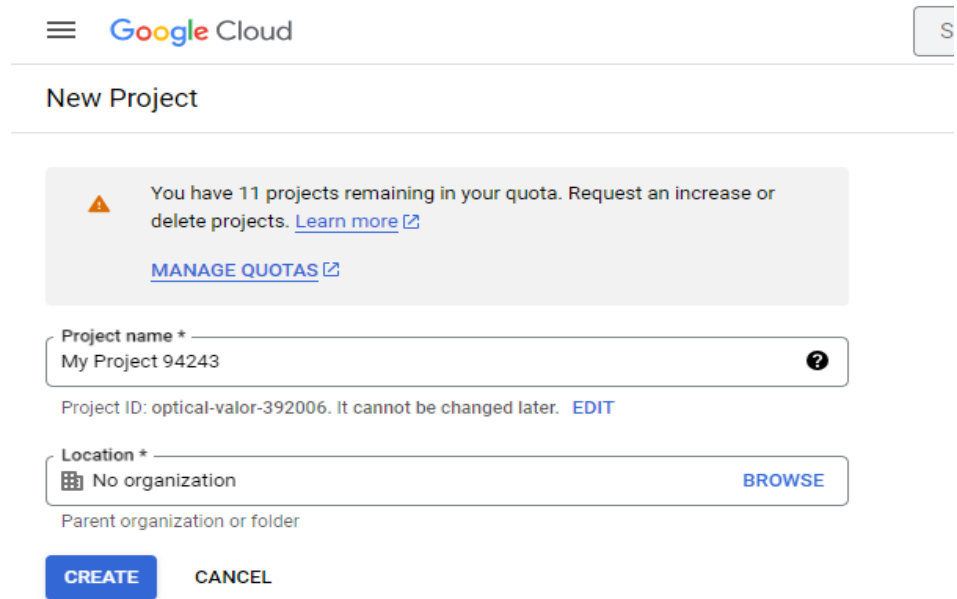 Google Cloud
S
New Project
You have 11 projects remaining in your quota. Request an increase or
delete projects. Learn more
MANAGE QUOTAS
Project name *
My Project 94243
Project ID: optical-valor-392006. It cannot be changed later. EDIT
Location *
No organization BROWSE
Parent organization or folder
CREATE CANCEL